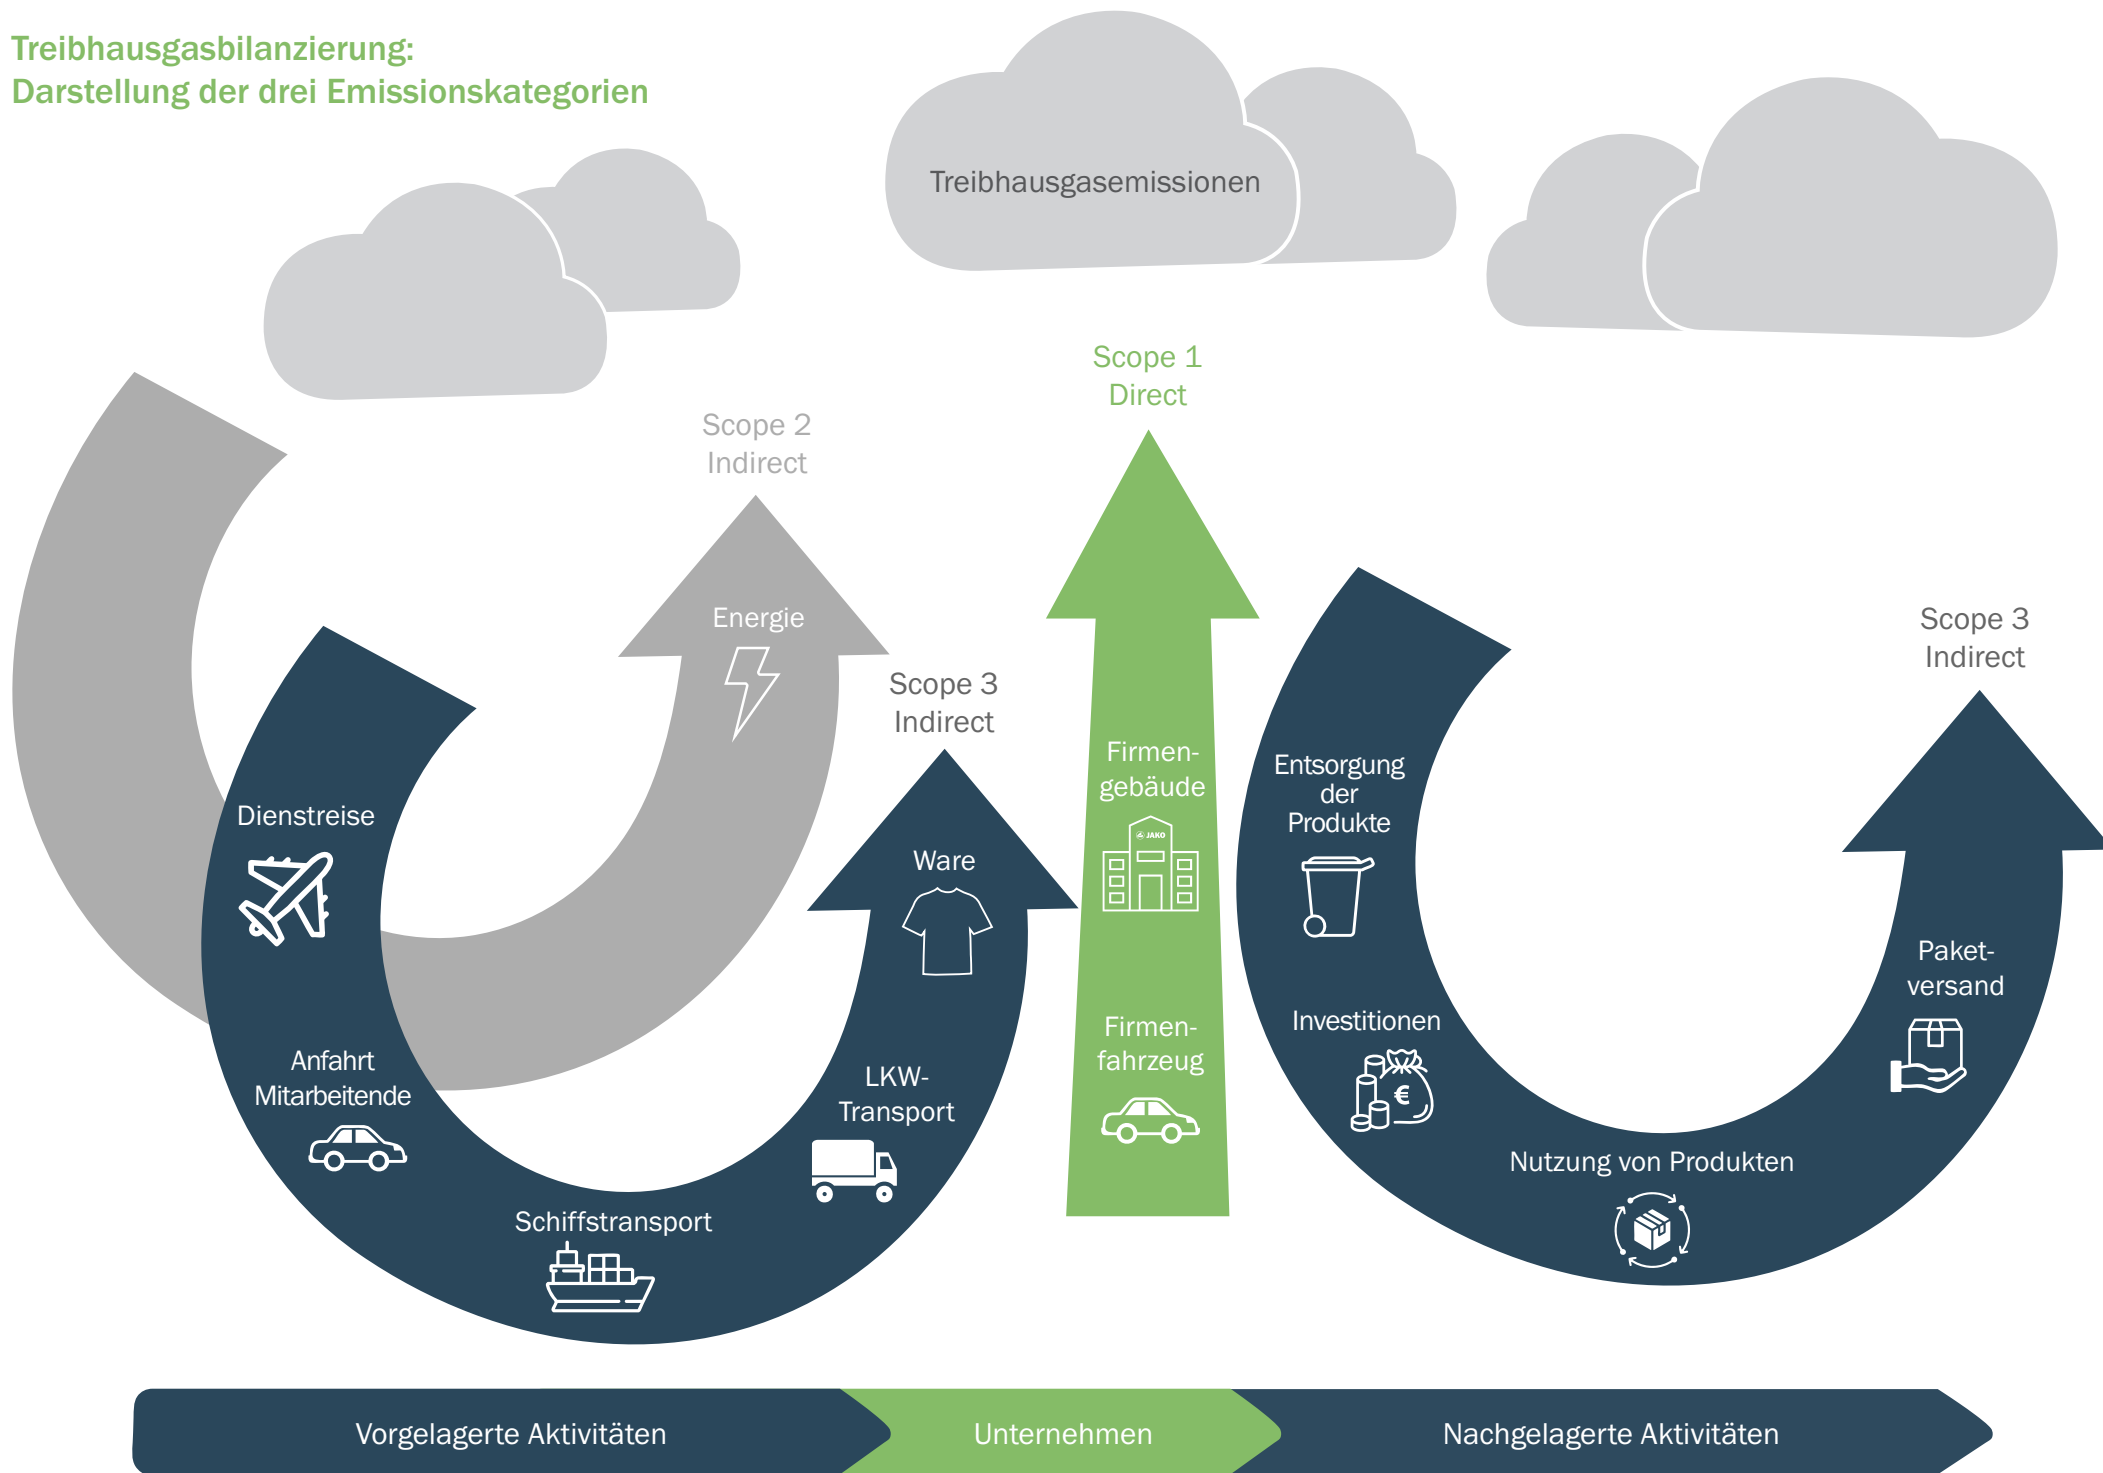 Treibhausgasbilanzierung:
Darstellung der drei Emissionskategorien
Treibhausgasemissionen
Scope 2
Indirect
Energie
Scope 3
Indirect
Dienstreise
Anfahrt
Mitarbeitende
Schiffstransport
LKW-
Transport
Ware
Scope 1
Direct
Firmen-
gebäude
JAKO
Firmen-
fahrzeug
Scope 3
Indirect
Entsorgung
der
Produkte
Investitionen
€
Nutzung von Produkten
Paket-
versand
Vorgelagerte Aktivitäten
Unternehmen
Nachgelagerte Aktivitäten